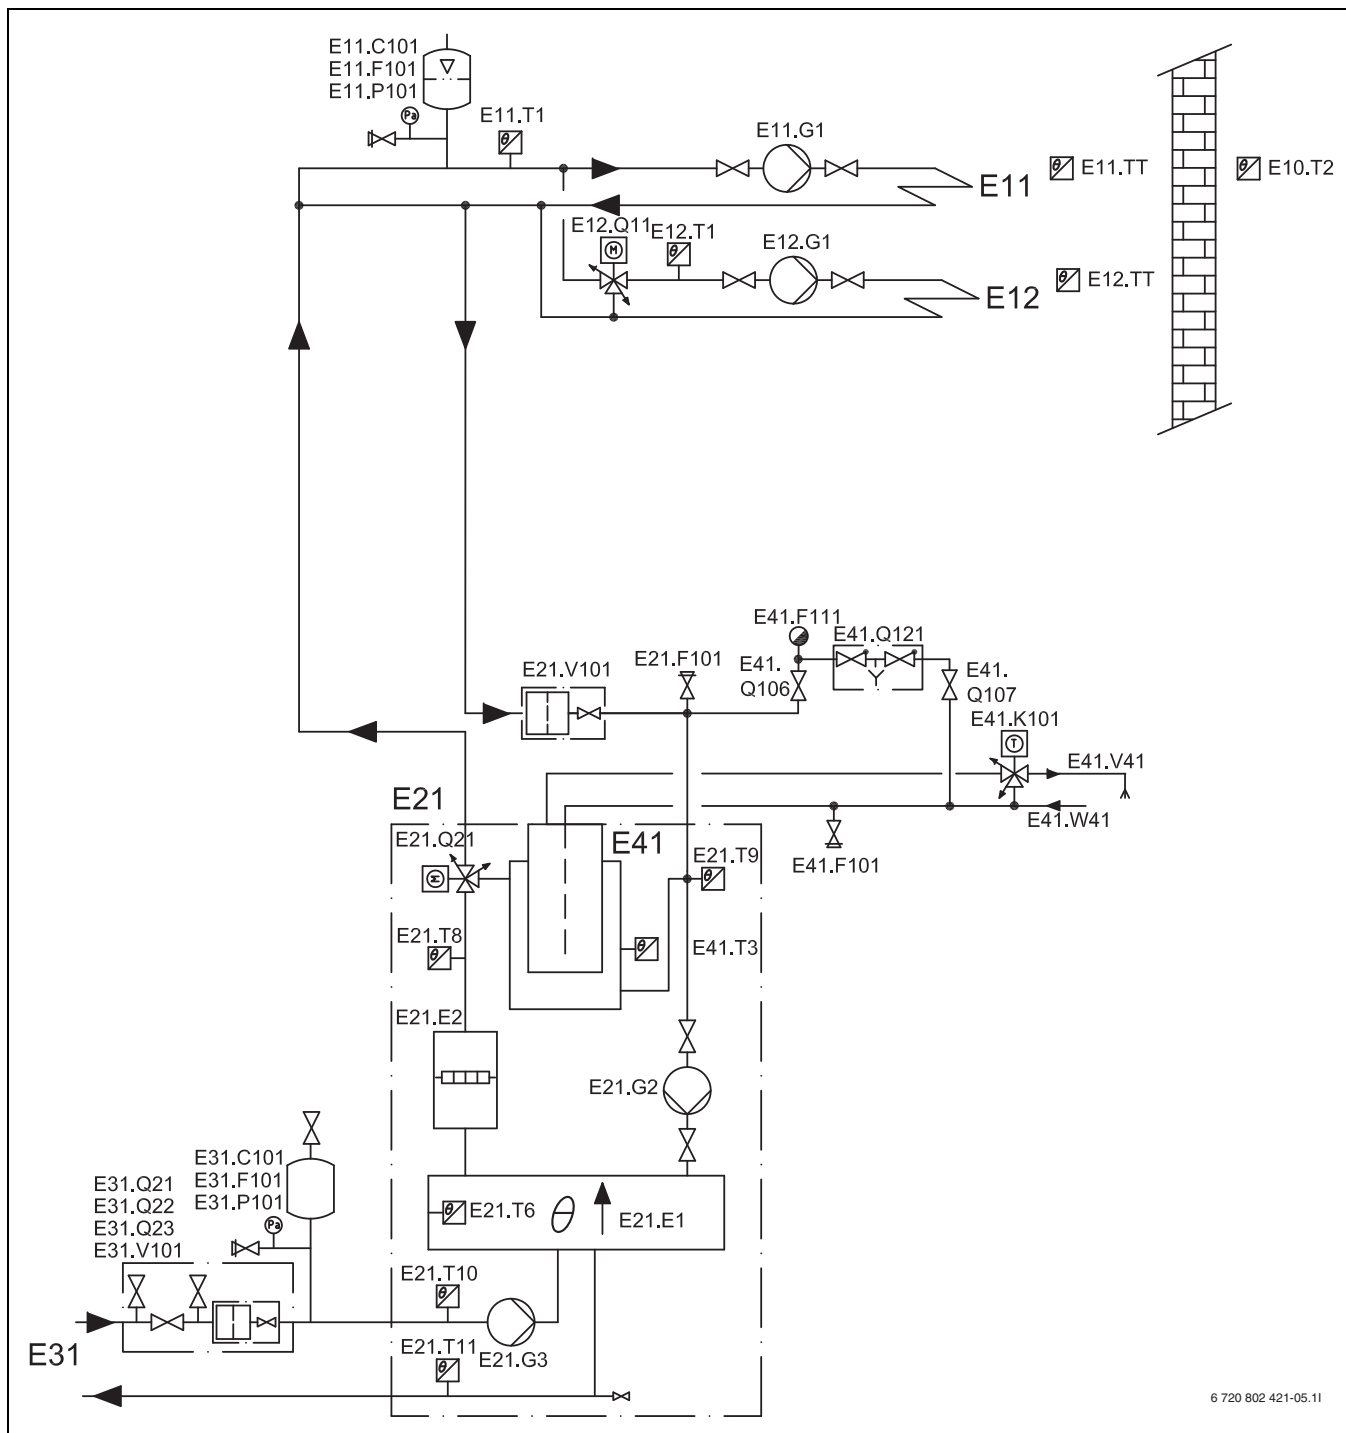 E11.C101
E11.F101
E11.P101
Pa
E11.T1
θ
E11.G1
E11
θ E11.TT
θ E10.T2
E12.Q11
M
E12.T1
θ
E12.G1
E12
θ E12.TT
E41.F111
E41.Q121
E21.F101
E21.V101
E41.
Q106
E41.
Q107
E41.K101
T
E41.V41
E41.W41
E41.F101
E21
E21.Q21
M
E41
E21.T9
θ
E21.T8
θ
θ
E41.T3
E21.E2
E21.G2
E31.C101
E31.F101
E31.P101
Pa
E31.Q21
E31.Q22
E31.Q23
E31.V101
θ E21.T6
θ
E21.E1
E21.T10
θ
E31
E21.T11
θ
E21.G3
6 720 802 421-05.1I